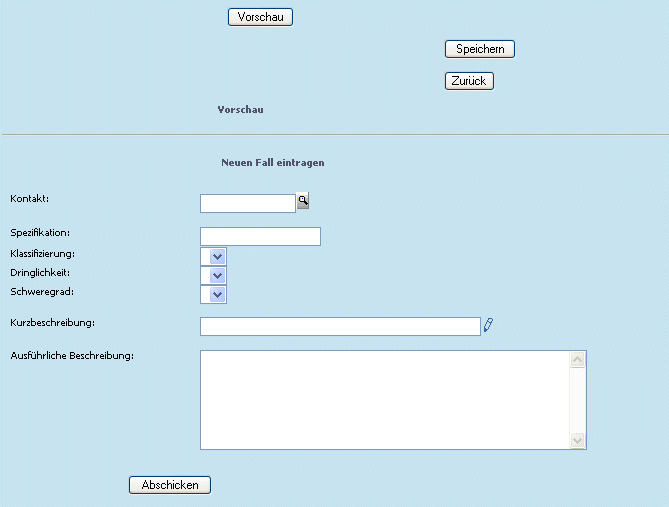 Vorschau
Speichern
Zurück
Vorschau
Neuen Fall eintragen
Kontakt:
Spezifikation:
Klassifizierung:
Dringlichkeit:
Schweregrad:
Kurzbeschreibung:
Ausführliche Beschreibung:
Abschicken